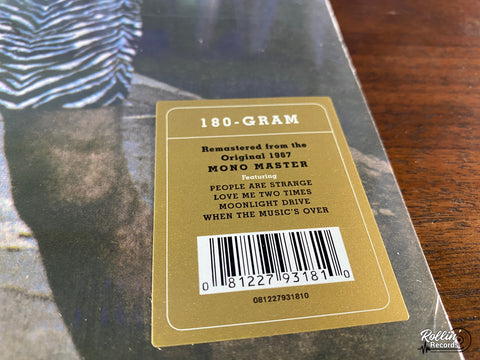 180-GRAM
Remastered from the
Original 1967
MONO MASTER
Featuring
PEOPLE ARE STRANGE
LOVE ME TWO TIMES
MOONLIGHT DRIVE
WHEN THE MUSIC'S OVER
0 81227 93181 0
081227931810
Rollin'
Records